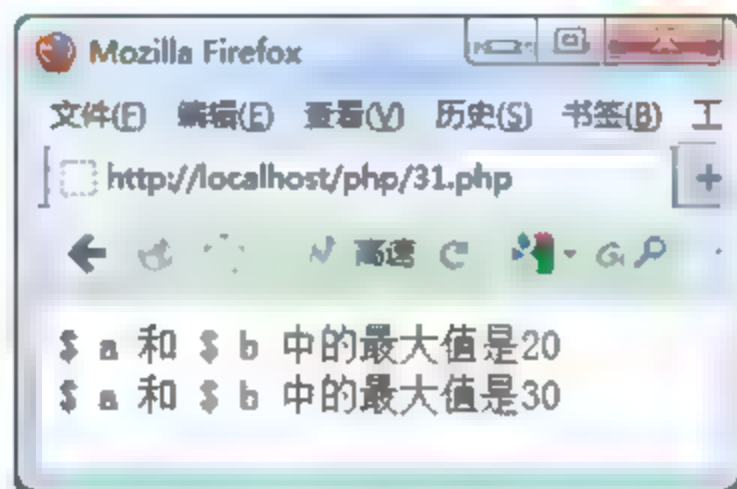 Mozilla Firefox
文件(F) 编辑(E) 查看(V) 历史(S) 书签(B) 工
http://localhost/php/31.php
高速
$ a 和 $ b 中的最大值是20
$ a 和 $ b 中的最大值是30